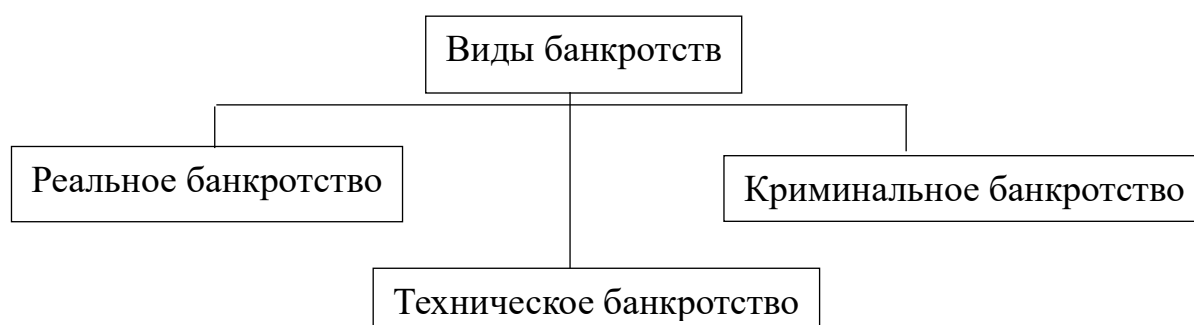 Виды банкротств
Реальное банкротство
Криминальное банкротство
Техническое банкротство